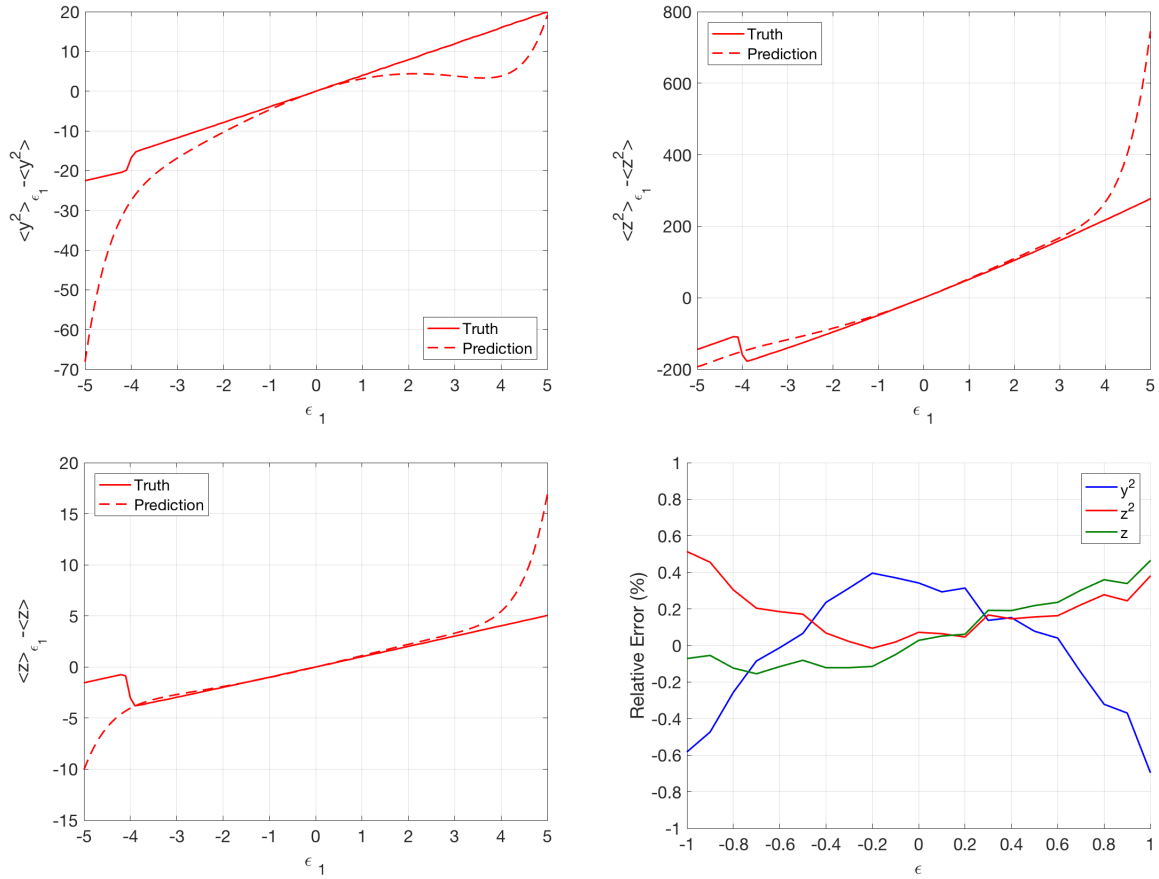 20
10
0
-10
-20
-30
-40
-50
-60
-70
-5 -4 -3 -2 -1 0 1 2 3 4 5
<y²>ϵ₁ -<y²>
ϵ₁
Truth
Prediction
800
600
400
200
0
-200
-5 -4 -3 -2 -1 0 1 2 3 4 5
<z²>ϵ₁ -<z²>
ϵ₁
Truth
Prediction
20
15
10
5
0
-5
-10
-15
-5 -4 -3 -2 -1 0 1 2 3 4 5
<z>ϵ₁ -<z>
ϵ₁
Truth
Prediction
1
0.8
0.6
0.4
0.2
0
-0.2
-0.4
-0.6
-0.8
-1
-1 -0.8 -0.6 -0.4 -0.2 0 0.2 0.4 0.6 0.8 1
Relative Error (%)
ϵ
y²
z²
z